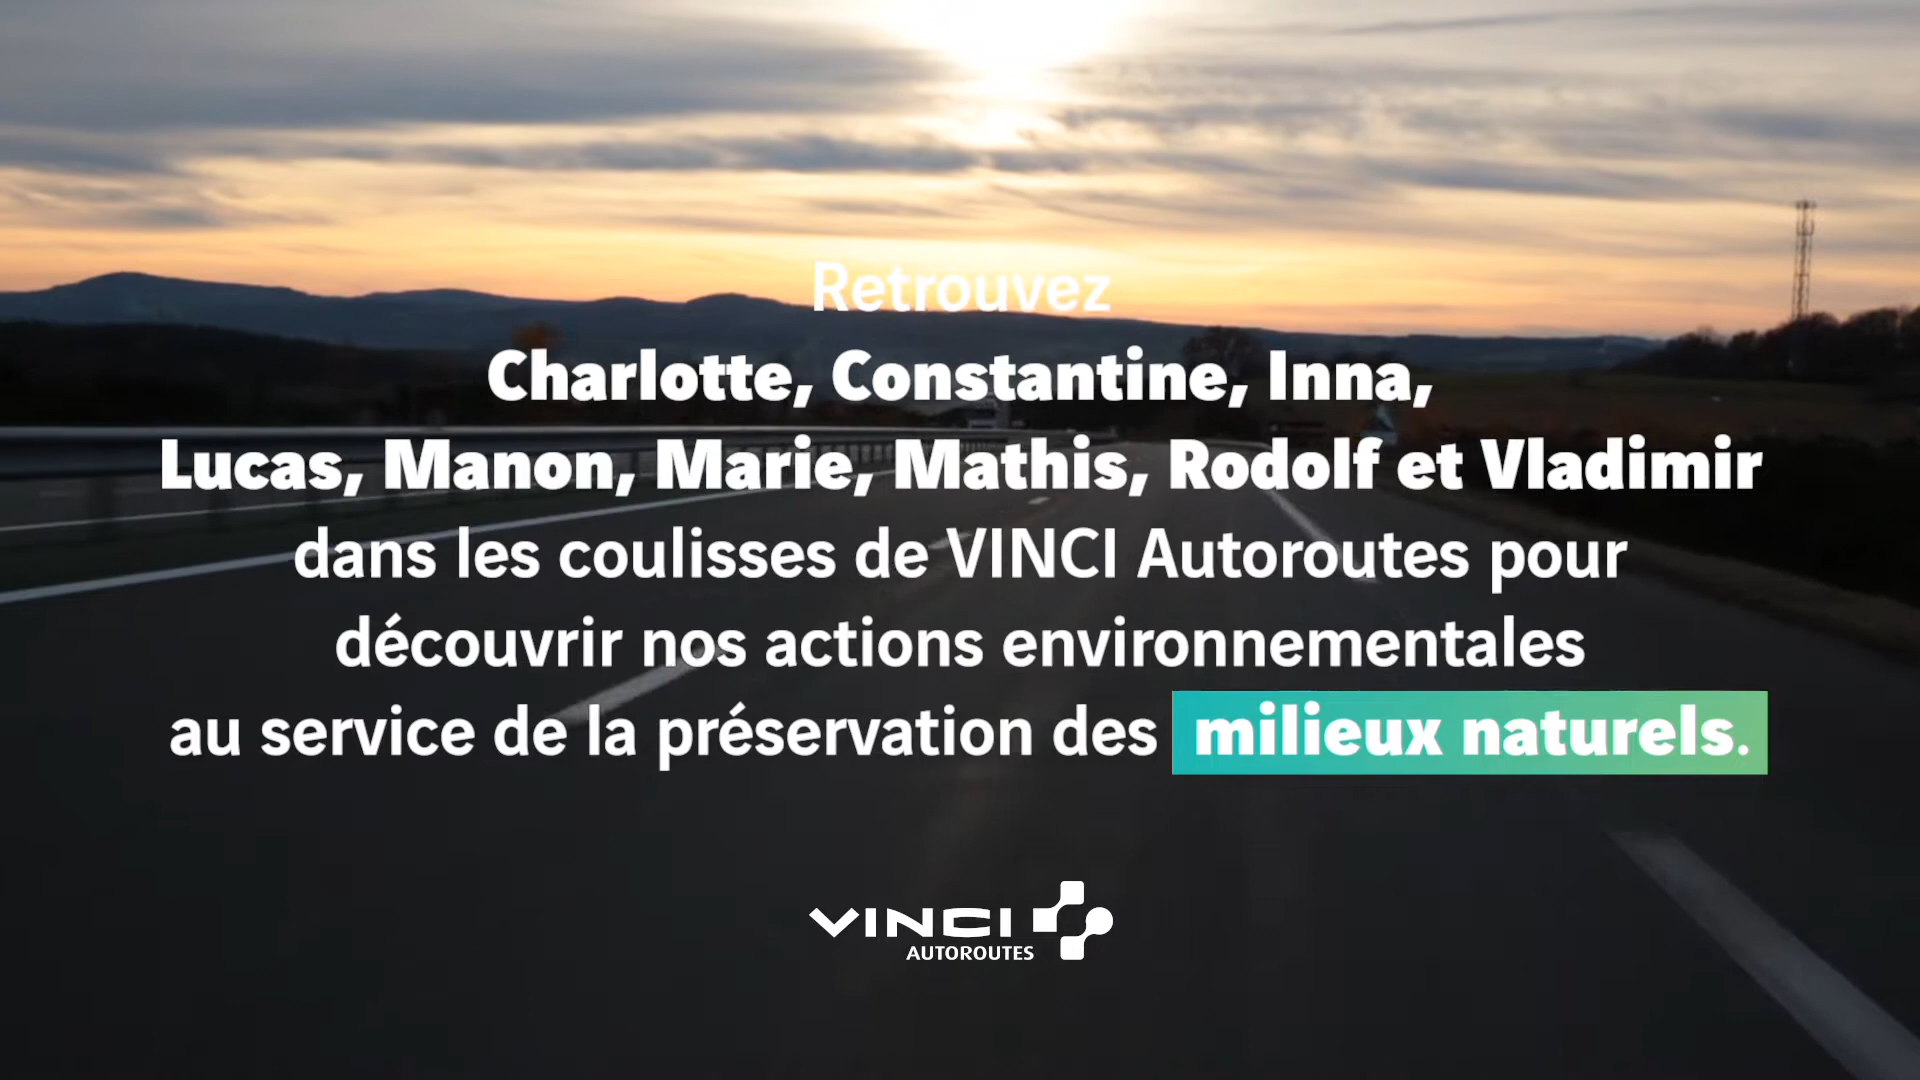 Retrouvez
Charlotte, Constantine, Inna,
Lucas, Manon, Marie, Mathis, Rodolf et Vladimir
dans les coulisses de VINCI Autoroutes pour
découvrir nos actions environnementales
au service de la préservation des milieux naturels.
VINCI
AUTOROUTES